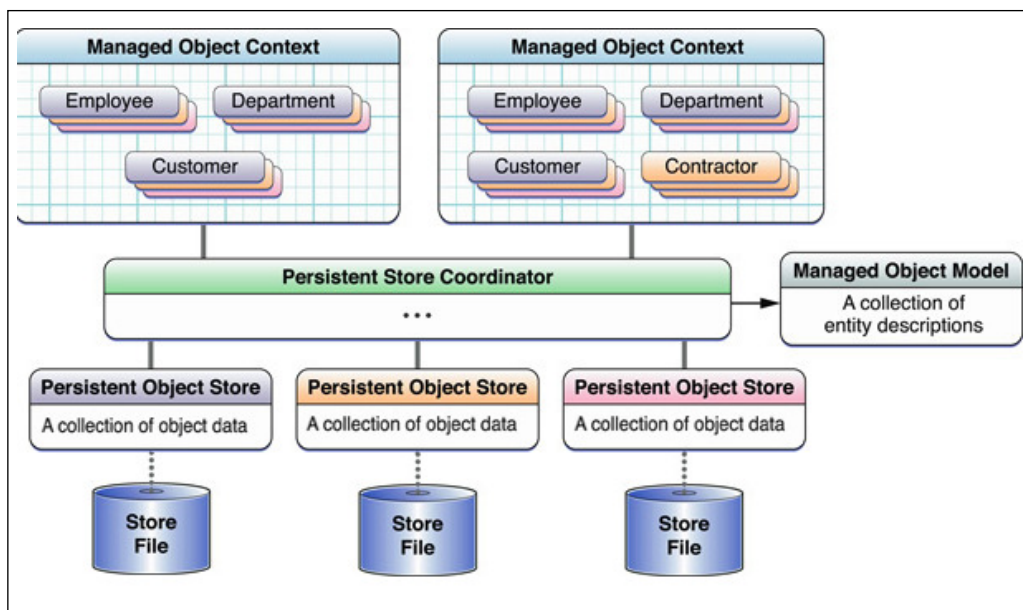 Managed Object Context
Managed Object Context
Employee
Department
Customer
Employee
Department
Customer
Contractor
Persistent Store Coordinator
•••
Managed Object Model
A collection of
entity descriptions
Persistent Object Store
A collection of object data
Persistent Object Store
A collection of object data
Persistent Object Store
A collection of object data
Store
File
Store
File
Store
File